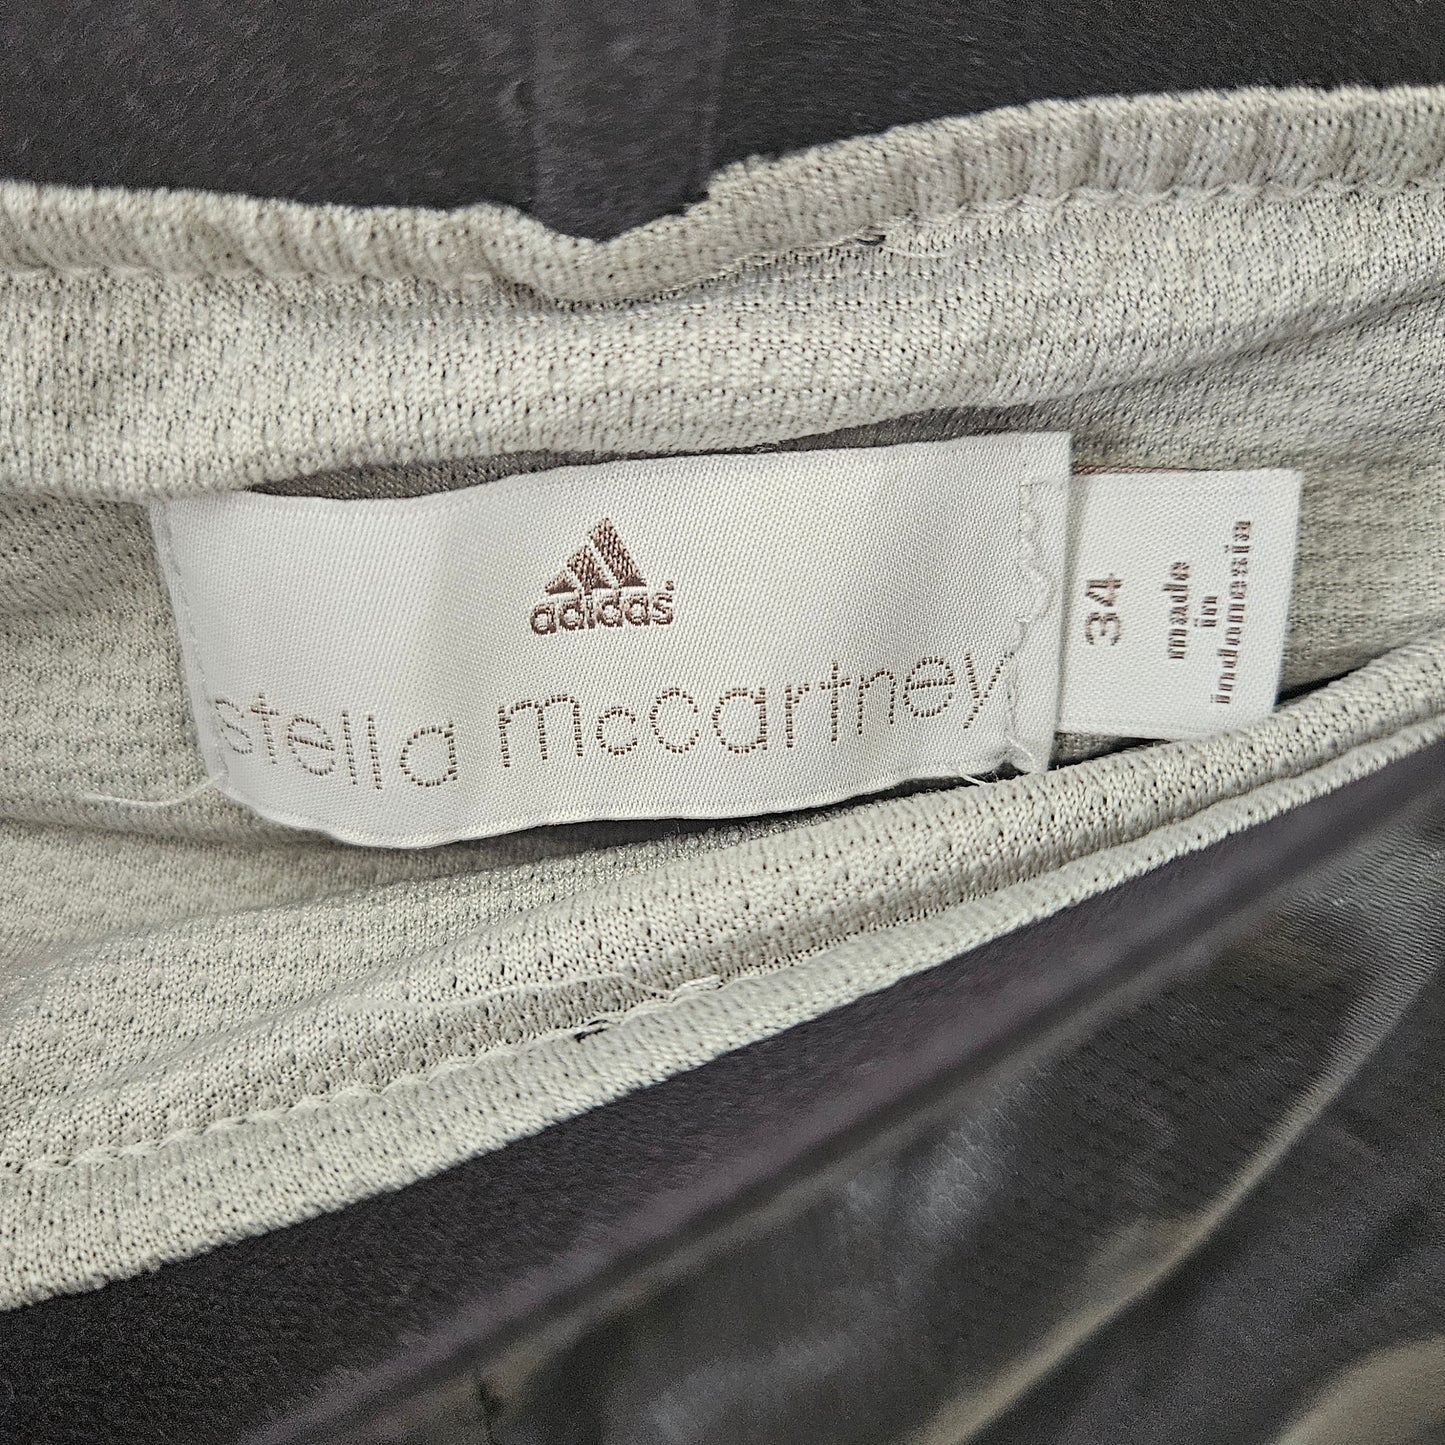 adidas
stella mccartney
34
made
in
indonesia